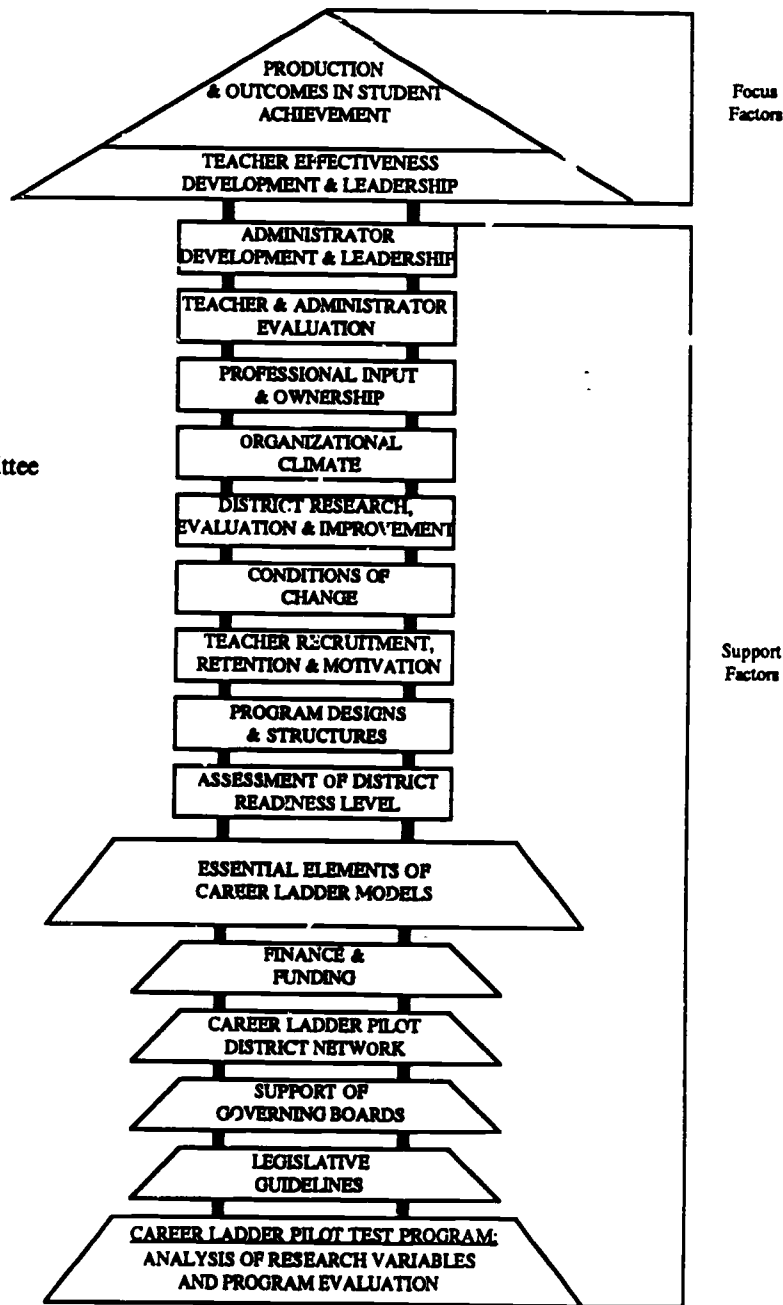 PRODUCTION
& OUTCOMES IN STUDENT
ACHIEVEMENT
Focus
Factors
TEACHER EFFECTIVENESS
DEVELOPMENT & LEADERSHIP
ADMINISTRATOR
DEVELOPMENT & LEADERSHIP
TEACHER & ADMINISTRATOR
EVALUATION
PROFESSIONAL INPUT
& OWNERSHIP
ORGANIZATIONAL
CLIMATE
ittee
DISTRICT RESEARCH,
EVALUATION & IMPROVEMENT
CONDITIONS OF
CHANGE
TEACHER RECRUITMENT,
RETENTION & MOTIVATION
Support
Factors
PROGRAM DESIGNS
& STRUCTURES
ASSESSMENT OF DISTRICT
READINESS LEVEL
ESSENTIAL ELEMENTS OF
CAREER LADDER MODELS
FINANCE &
FUNDING
CAREER LADDER PILOT
DISTRICT NETWORK
SUPPORT OF
GOVERNING BOARDS
LEGISLATIVE
GUIDELINES
CAREER LADDER PILOT TEST PROGRAM:
ANALYSIS OF RESEARCH VARIABLES
AND PROGRAM EVALUATION